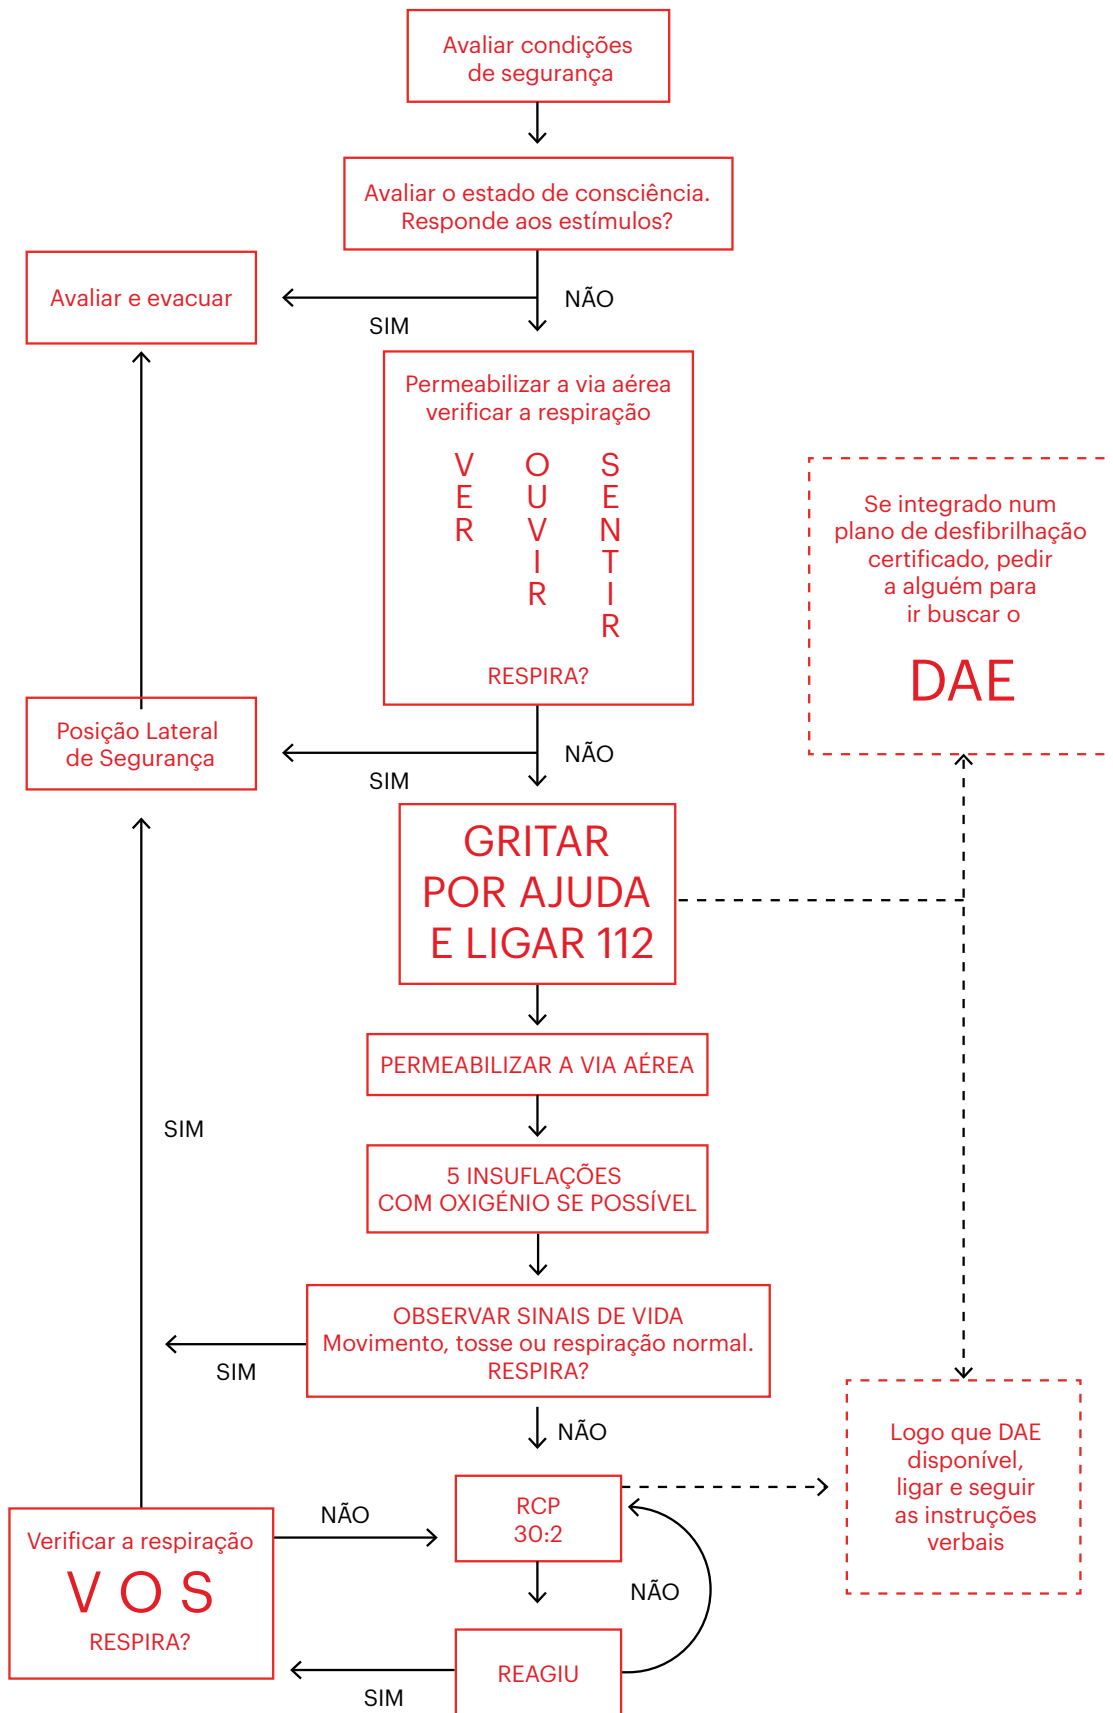 Avaliar condições
de segurança
Avaliar o estado de consciência.
Responde aos estímulos?
Avaliar e evacuar
SIM
NÃO
Permeabilizar a via aérea
verificar a respiração
VER
OUVIR
SENTIR
RESPIRA?
Se integrado num
plano de desfibrilhação
certificado, pedir
a alguém para
ir buscar o
DAE
Posição Lateral
de Segurança
SIM
NÃO
GRITAR
POR AJUDA
E LIGAR 112
PERMEABILIZAR A VIA AÉREA
5 INSUFLAÇÕES
COM OXIGÉNIO SE POSSÍVEL
SIM
OBSERVAR SINAIS DE VIDA
Movimento, tosse ou respiração normal.
RESPIRA?
SIM
NÃO
Logo que DAE
disponível,
ligar e seguir
as instruções
verbais
RCP
30:2
NÃO
Verificar a respiração
V O S
RESPIRA?
NÃO
REAGIU
SIM